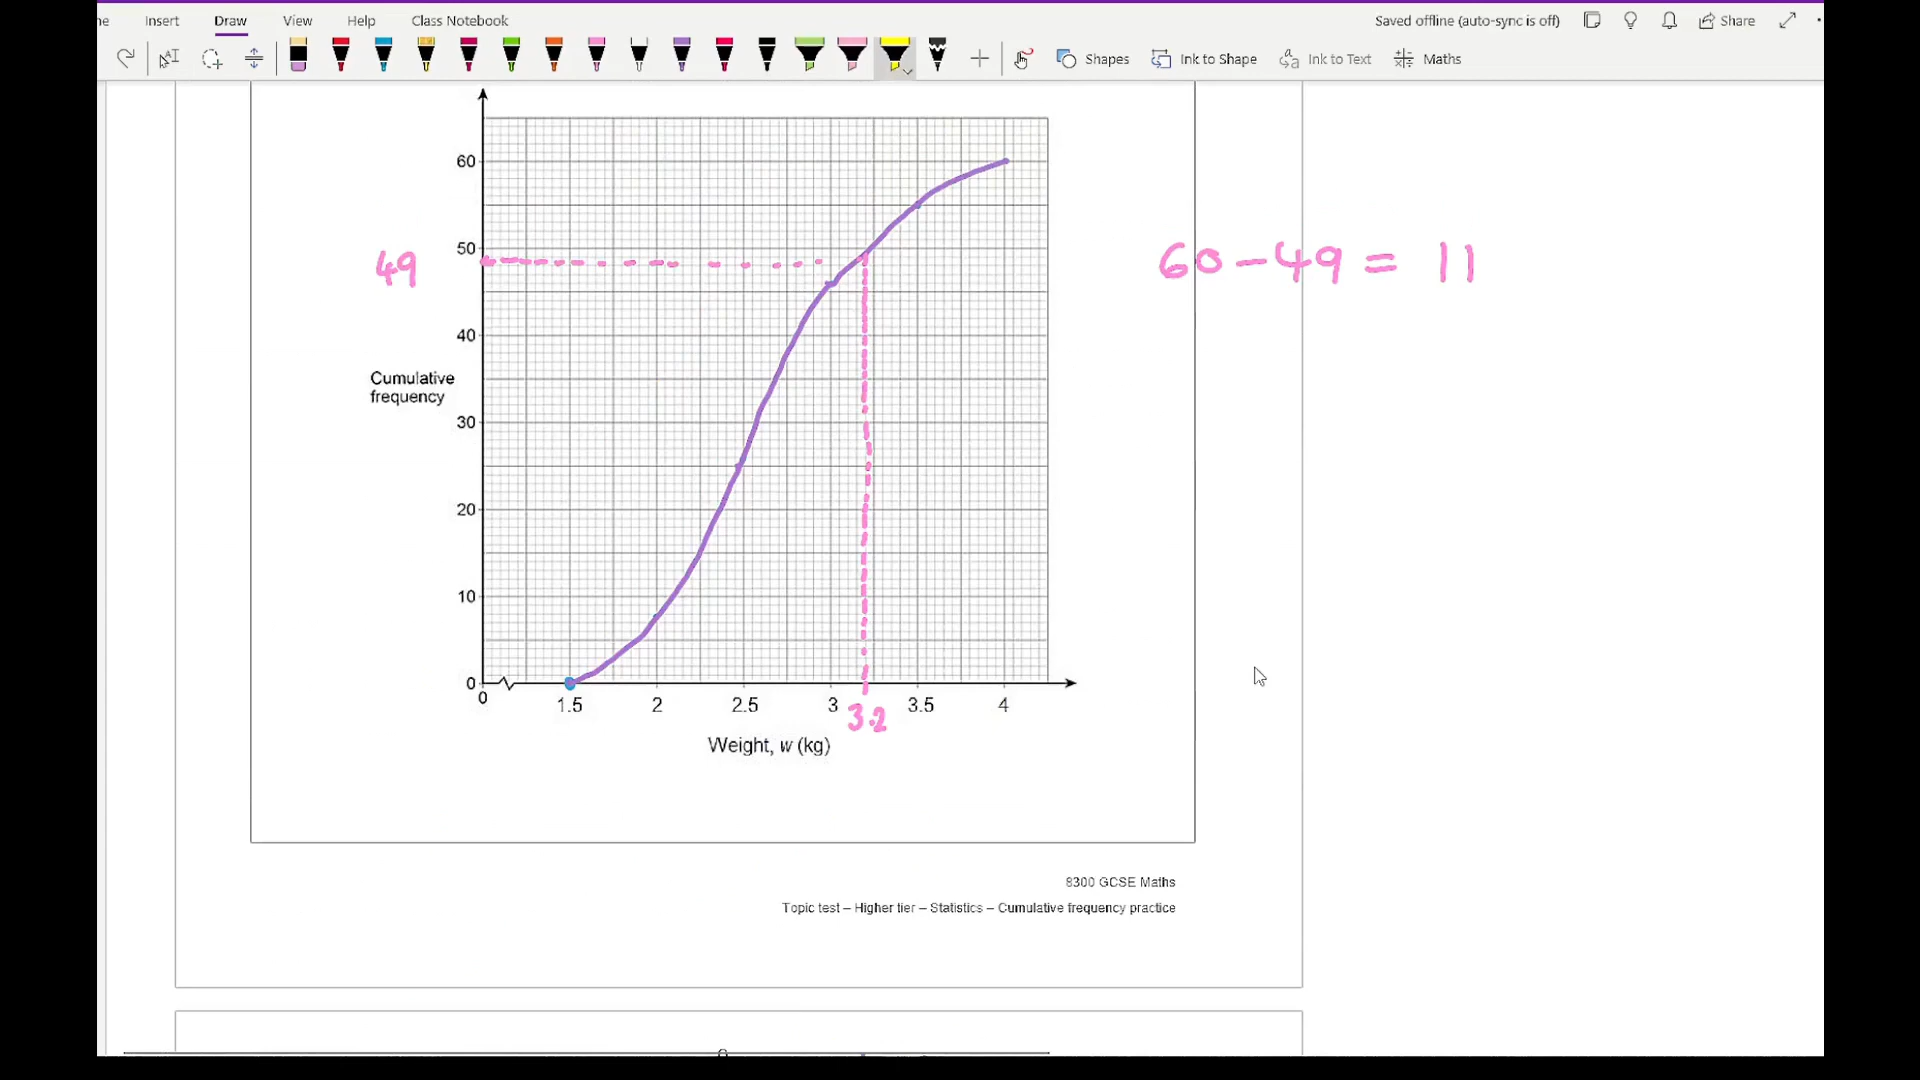 ne Insert Draw View Help Class Notebook Saved offline (auto-sync is off) Share
Shapes Ink to Shape Ink to Text Maths
60
50
49
60-49 = 11
40
Cumulative
frequency
30
20
10
0
0 1.5 2 2.5 3 3.5 4
3.2
Weight, w (kg)
8300 GCSE Maths
Topic test – Higher tier – Statistics – Cumulative frequency practice